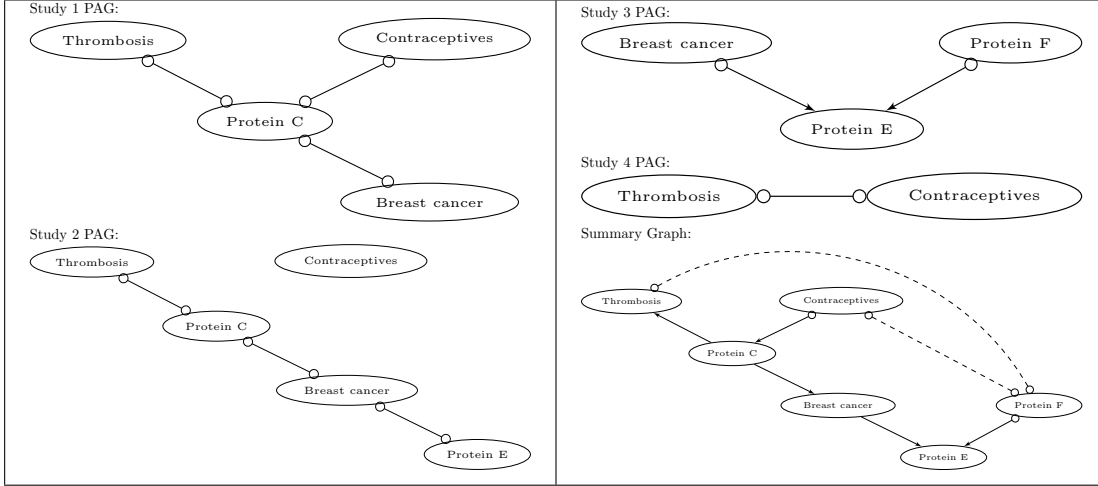 Study 1 PAG:
Thrombosis
Contraceptives
Protein C
Breast cancer
Study 2 PAG:
Thrombosis
Contraceptives
Protein C
Breast cancer
Protein E
Study 3 PAG:
Breast cancer
Protein F
Protein E
Study 4 PAG:
Thrombosis
Contraceptives
Summary Graph:
Thrombosis
Contraceptives
Protein C
Breast cancer
Protein F
Protein E